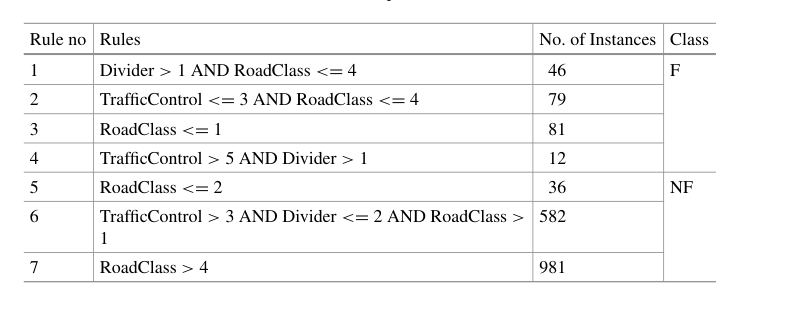 Rule no Rules No. of Instances Class
1 Divider > 1 AND RoadClass <= 4 46 F
2 TrafficControl <= 3 AND RoadClass <= 4 79
3 RoadClass <= 1 81
4 TrafficControl > 5 AND Divider > 1 12
5 RoadClass <= 2 36 NF
6 TrafficControl > 3 AND Divider <= 2 AND RoadClass > 582
1
7 RoadClass > 4 981